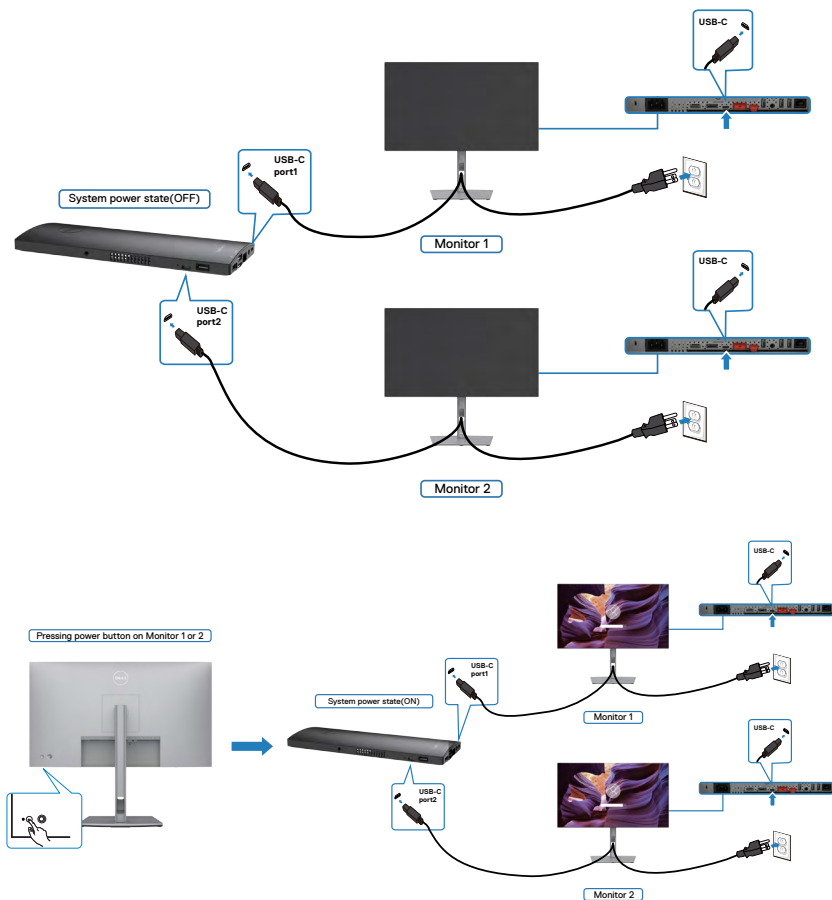 USB-C
USB-C
port1
System power state(OFF)
Monitor 1
USB-C
USB-C
port2
Monitor 2
USB-C
Pressing power button on Monitor 1 or 2
DELL
USB-C
port1
System power state(ON)
Monitor 1
USB-C
USB-C
port2
Monitor 2